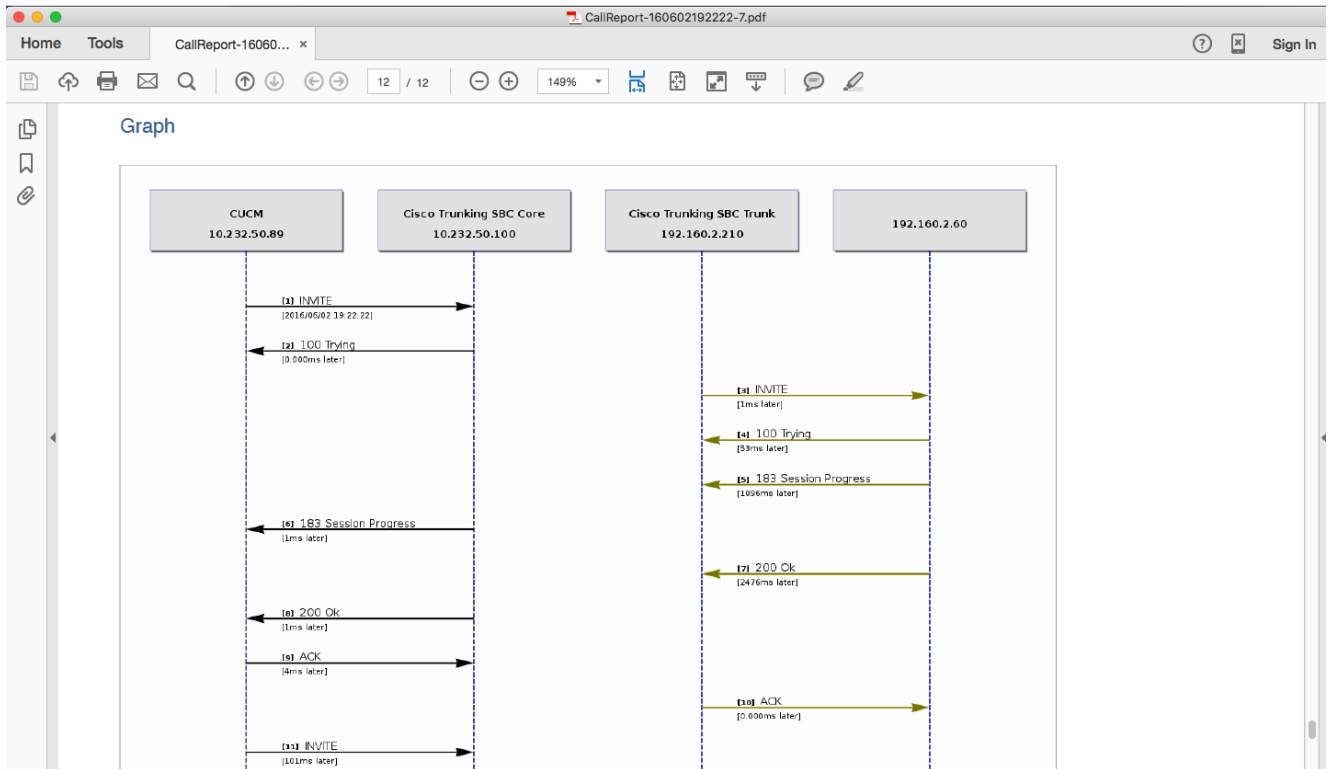 CallReport-160602192222-7.pdf
Home Tools CallReport-16060... × ? Sign In
12 / 12 149%
Graph
CUCM
10.232.50.89
Cisco Trunking SBC Core
10.232.50.100
Cisco Trunking SBC Trunk
192.160.2.210
192.160.2.60
[1] INVITE
[2016/06/02 19:22:22]
[2] 100 Trying
[0.000ms later]
[3] INVITE
[1ms later]
[4] 100 Trying
[53ms later]
[5] 183 Session Progress
[1096ms later]
[6] 183 Session Progress
[1ms later]
[7] 200 Ok
[2476ms later]
[8] 200 Ok
[1ms later]
[9] ACK
[4ms later]
[10] ACK
[0.000ms later]
[11] INVITE
[101ms later]